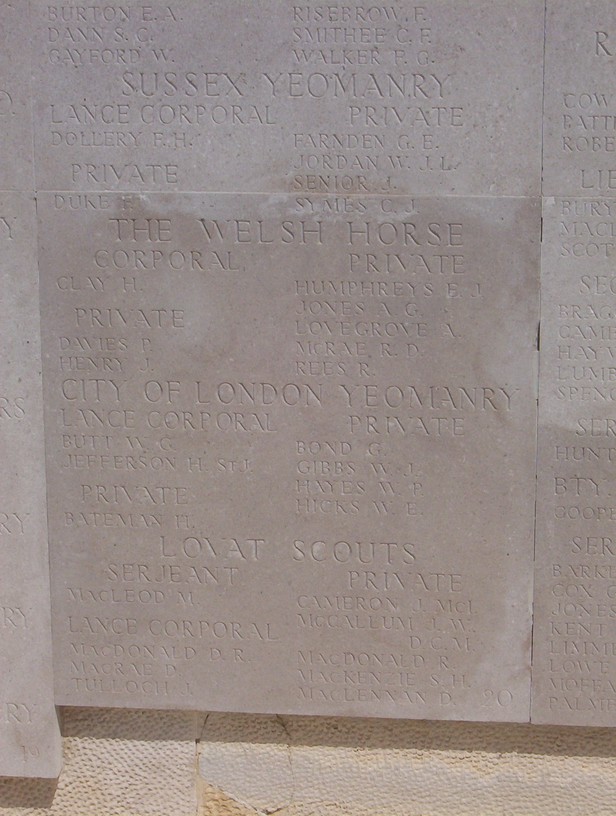 BURTON E. A.
DANN S. G.
GAYFORD W.
RISEBROW F.
SMITHEE C. F.
WALKER F. G.
SUSSEX YEOMANRY
LANCE CORPORAL
DOLLERY F. H.
PRIVATE
DUKE F.
PRIVATE
FARNDEN G. E.
JORDAN W. J. L.
SENIOR J.
SYMES C. J.
THE WELSH HORSE
CORPORAL
CLAY H.
PRIVATE
DAVIES P.
HENRY J.
PRIVATE
HUMPHREYS E. J.
JONES A. G.
LOVEGROVE A.
McRAE R. D.
REES R.
CITY OF LONDON YEOMANRY
LANCE CORPORAL
BUTT W. C.
JEFFERSON H. St J.
PRIVATE
BATEMAN H.
PRIVATE
BOND G.
GIBBS W. J.
HAYES W. P.
HICKS W. E.
LOVAT SCOUTS
SERJEANT
MACLEOD M.
LANCE CORPORAL
MACDONALD P. R.
MACRAE D.
TULLOCH J.
PRIVATE
CAMERON J. McI.
McCALLUM J. W.
D.C.M.
MACDONALD R.
MACKENZIE S. H.
MACLENNAN D.
20
19